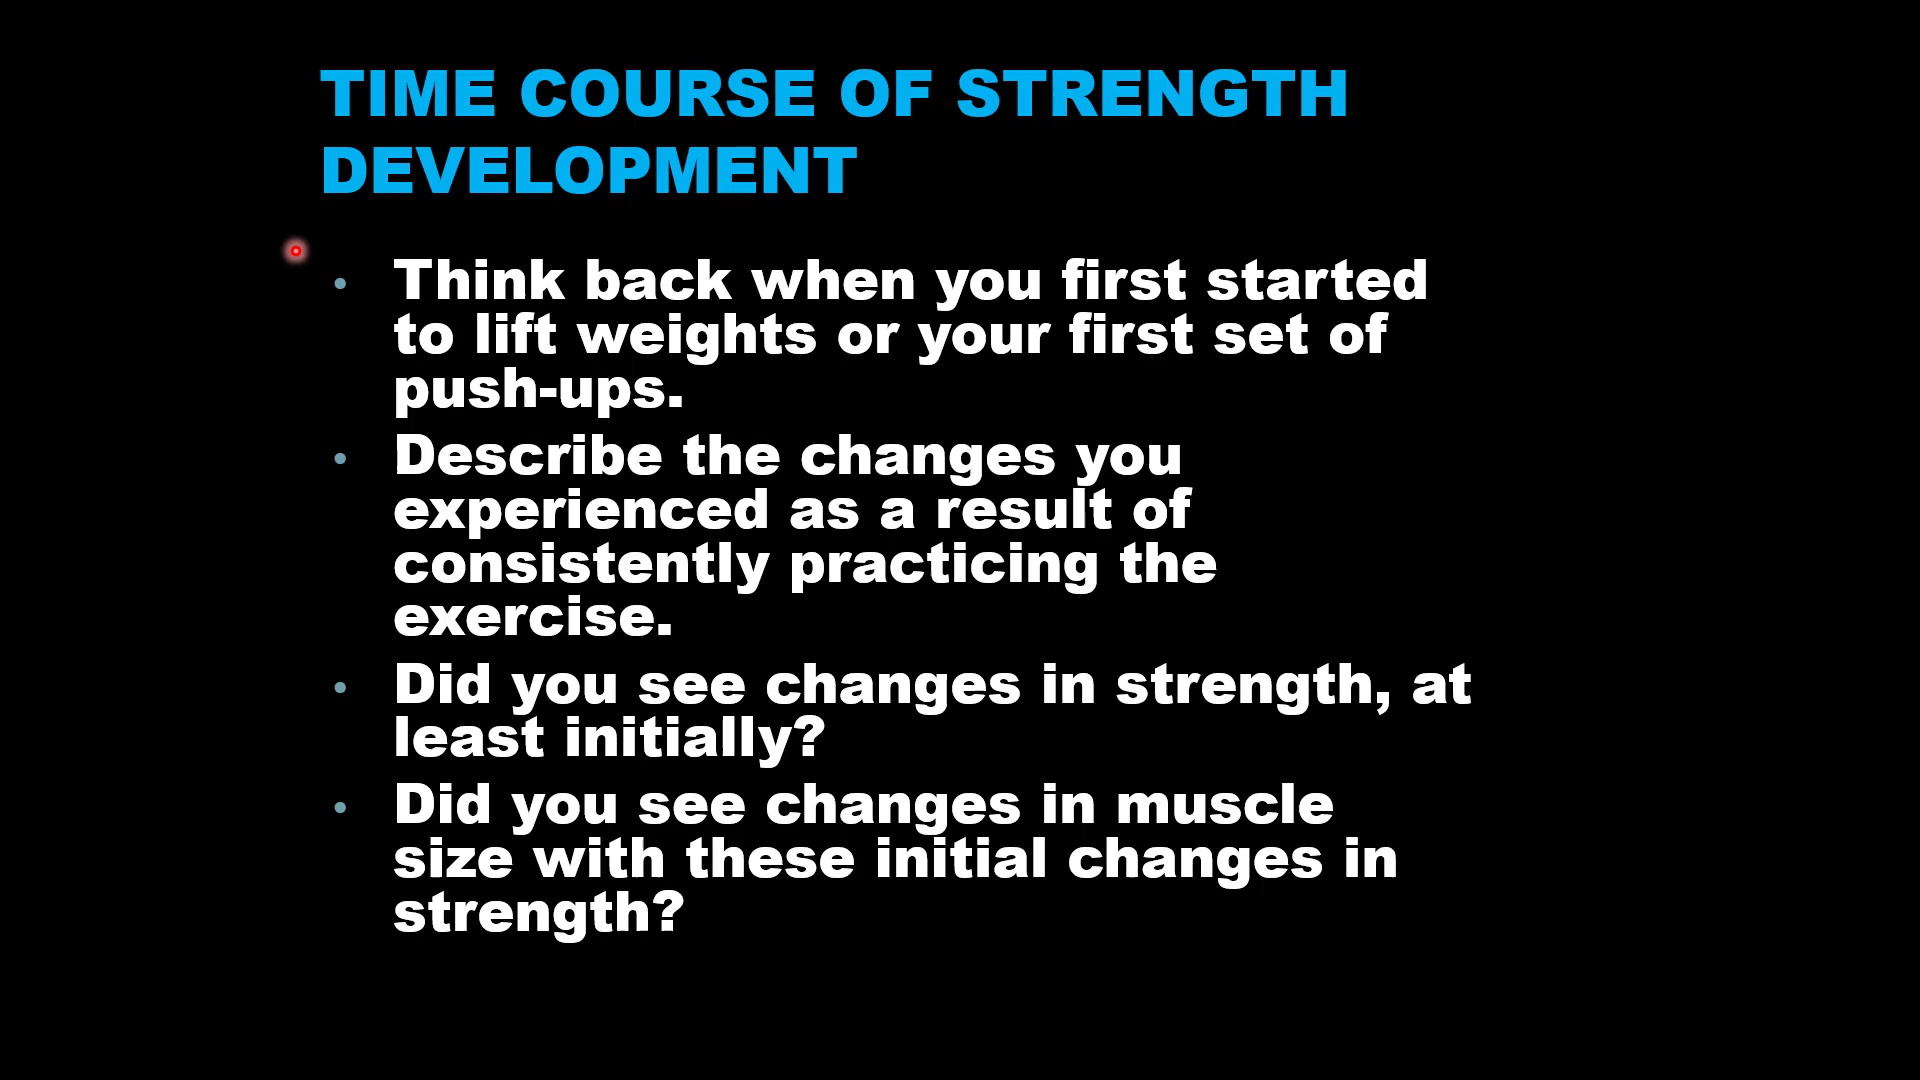 TIME COURSE OF STRENGTH
DEVELOPMENT
• Think back when you first started
to lift weights or your first set of
push-ups.
• Describe the changes you
experienced as a result of
consistently practicing the
exercise.
• Did you see changes in strength, at
least initially?
• Did you see changes in muscle
size with these initial changes in
strength?